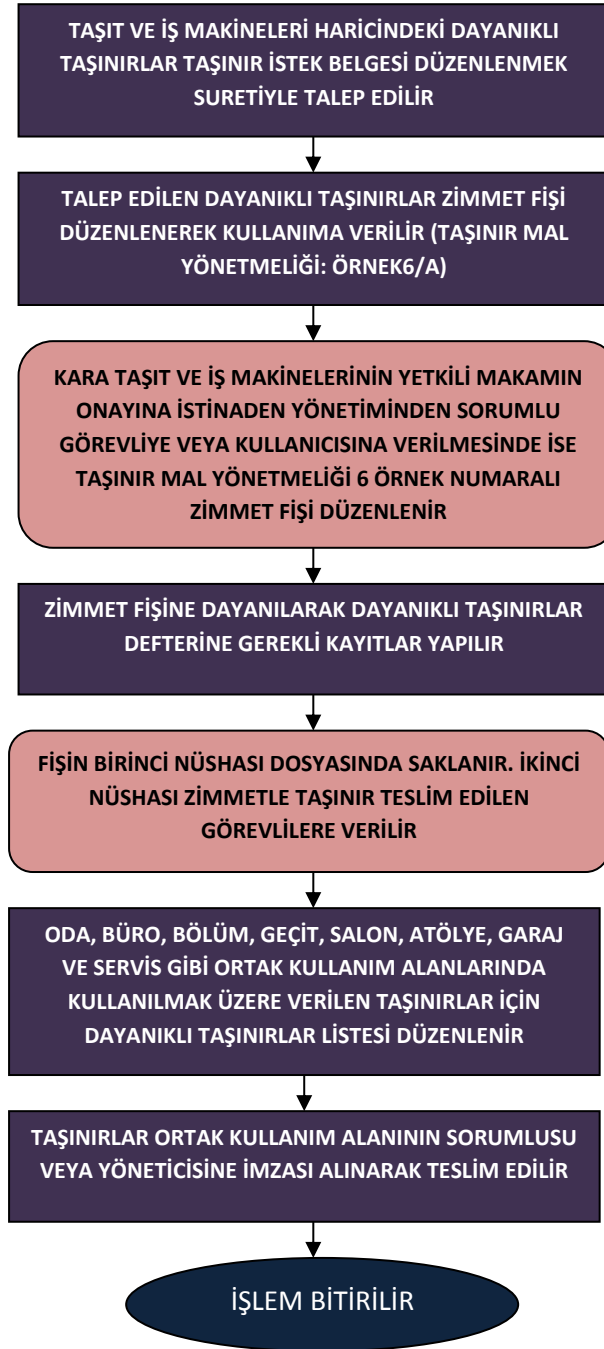 TAŞIT VE İŞ MAKİNELERİ HARİCİNDEKİ DAYANIKLI
TAŞINIRLAR TAŞINIR İSTEK BELGESİ DÜZENLENMEK
SURETİYLE TALEP EDİLİR
TALEP EDİLEN DAYANIKLI TAŞINIRLAR ZİMMET FİŞİ
DÜZENLENEREK KULLANIMA VERİLİR (TAŞINIR MAL
YÖNETMELİĞİ: ÖRNEK6/A)
KARA TAŞIT VE İŞ MAKİNELERİNİN YETKİLİ MAKAMIN
ONAYINA İSTİNADEN YÖNETİMİNDEN SORUMLU
GÖREVLİYE VEYA KULLANICISINA VERİLMESİNDE İSE
TAŞINIR MAL YÖNETMELİĞİ 6 ÖRNEK NUMARALI
ZİMMET FİŞİ DÜZENLENİR
ZİMMET FİŞİNE DAYANILARAK DAYANIKLI TAŞINIRLAR
DEFTERİNE GEREKLİ KAYITLAR YAPILIR
FİŞİN BİRİNCİ NÜSHASI DOSYASINDA SAKLANIR. İKİNCİ
NÜSHASI ZİMMETLE TAŞINIR TESLİM EDİLEN
GÖREVLİLERE VERİLİR
ODA, BÜRO, BÖLÜM, GEÇİT, SALON, ATÖLYE, GARAJ
VE SERVİS GİBİ ORTAK KULLANIM ALANLARINDA
KULLANILMAK ÜZERE VERİLEN TAŞINIRLAR İÇİN
DAYANIKLI TAŞINIRLAR LİSTESİ DÜZENLENİR
TAŞINIRLAR ORTAK KULLANIM ALANININ SORUMLUSU
VEYA YÖNETİCİSİNE İMZASI ALINARAK TESLİM EDİLİR
İŞLEM BİTİRİLİR